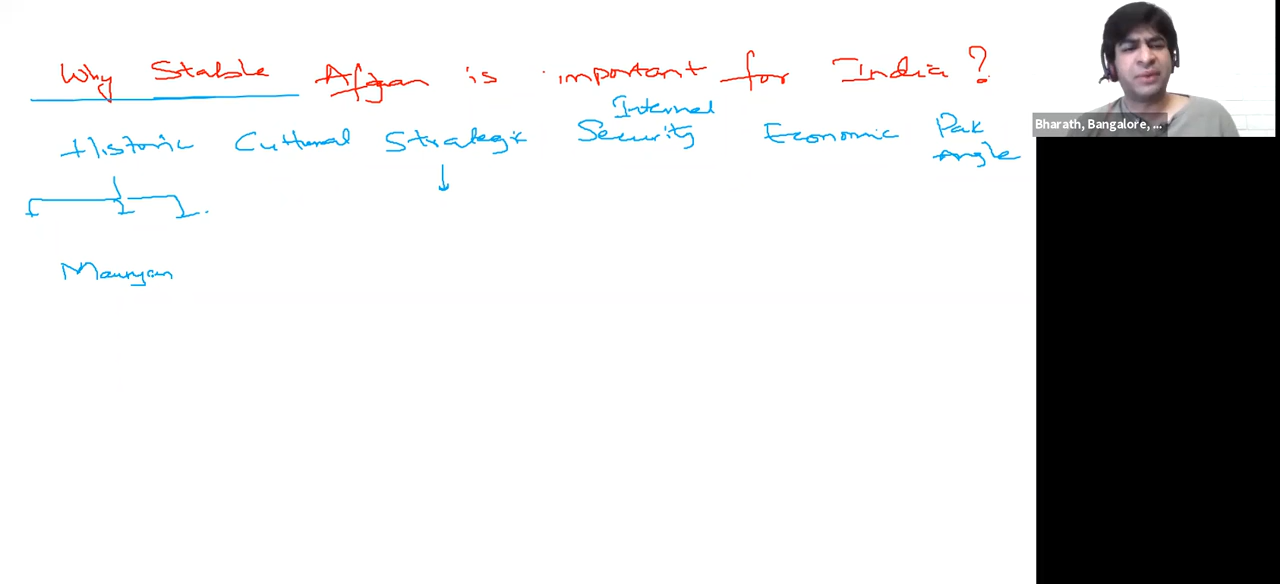 Why Stable Afgan is important for India ?
Historic Cultural Strategic Internal Security Economic Pak Angle
Mauryan
Bharath, Bangalore, ...